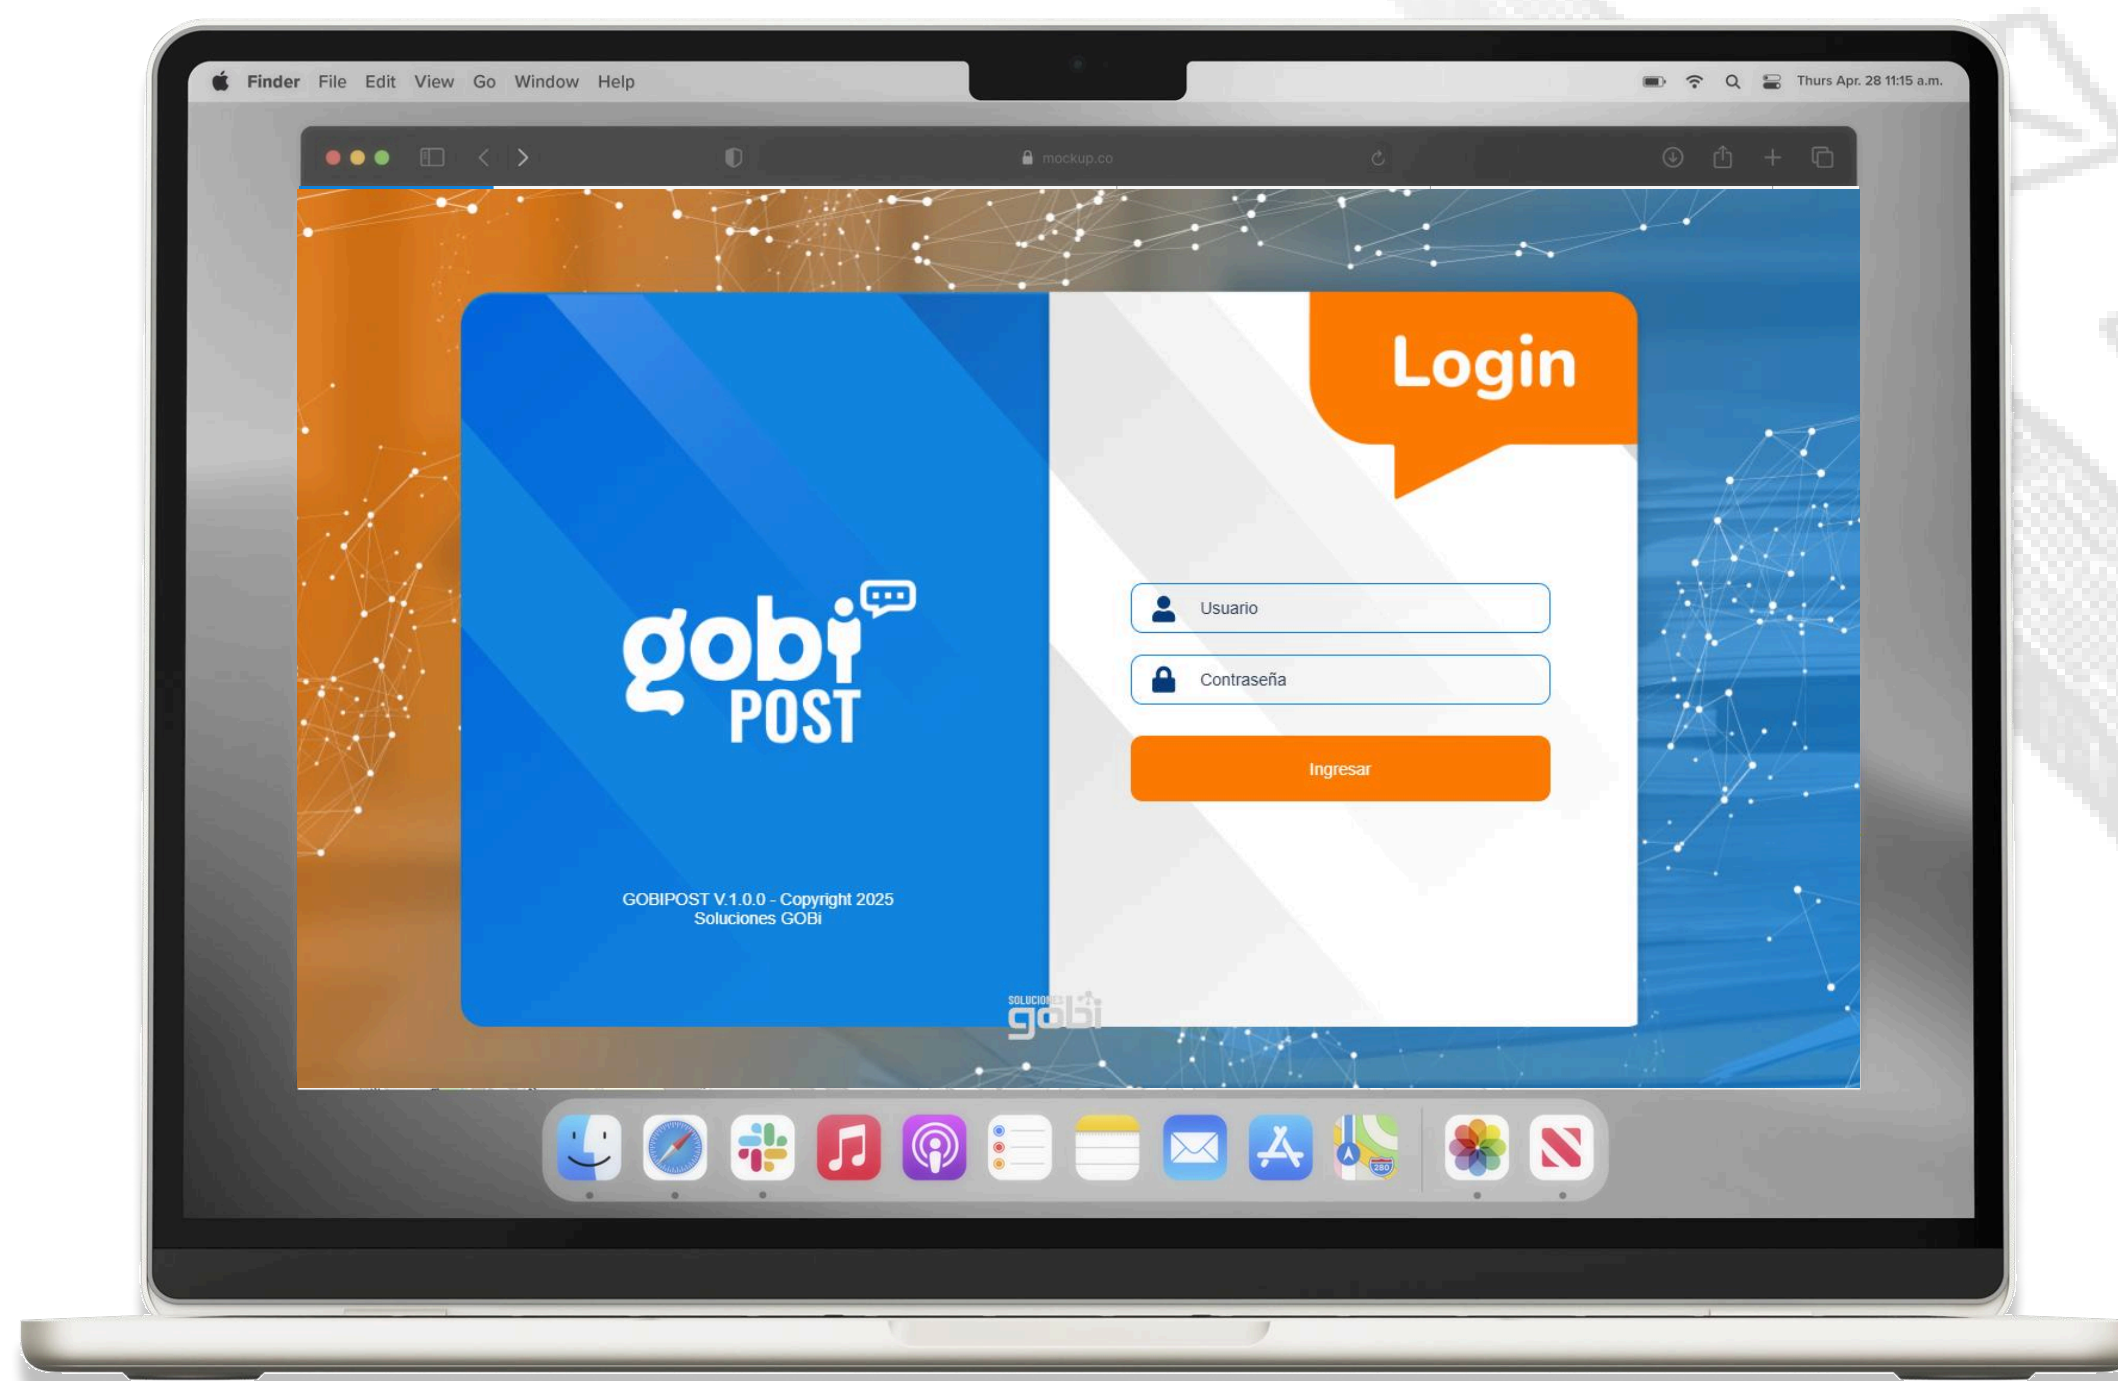 Finder File Edit View Go Window Help
Thurs Apr. 28 11:15 a.m.
mockup.co
Login
gobi
POST
Usuario
Contraseña
Ingresar
GOBIPOST V.1.0.0 - Copyright 2025
Soluciones GOBi
SOLUCIONES
gobi
280